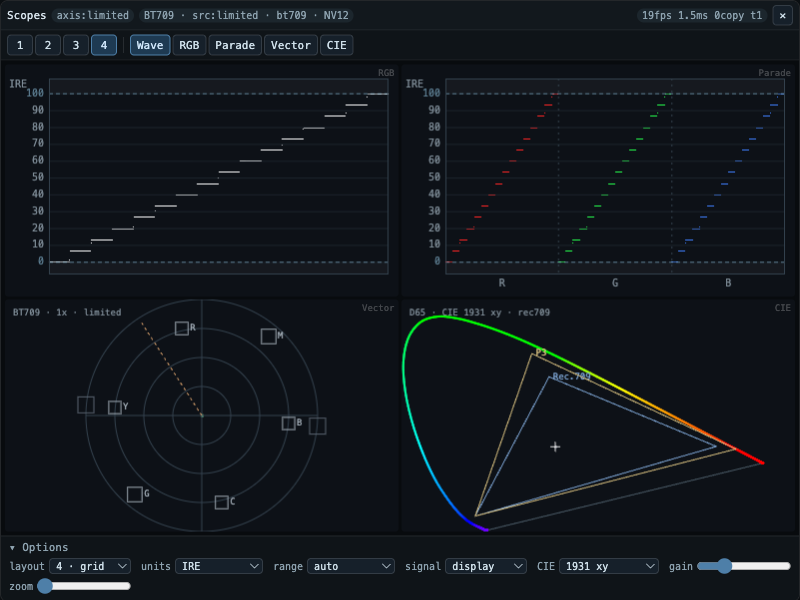 Scopes axis:limited BT709 · src:limited · bt709 · NV12 19fps 1.5ms 0copy t1 ×
1 2 3 4 Wave RGB Parade Vector CIE
RGB
IRE
100
90
80
70
60
50
40
30
20
10
0
Parade
IRE
100
90
80
70
60
50
40
30
20
10
0
R G B
BT709 · 1x · limited
Vector
R
M
Y
B
G
C
D65 · CIE 1931 xy · rec709
CIE
P3
Rec.709
▾ Options
layout 4 · grid units IRE range auto signal display CIE 1931 xy gain
zoom